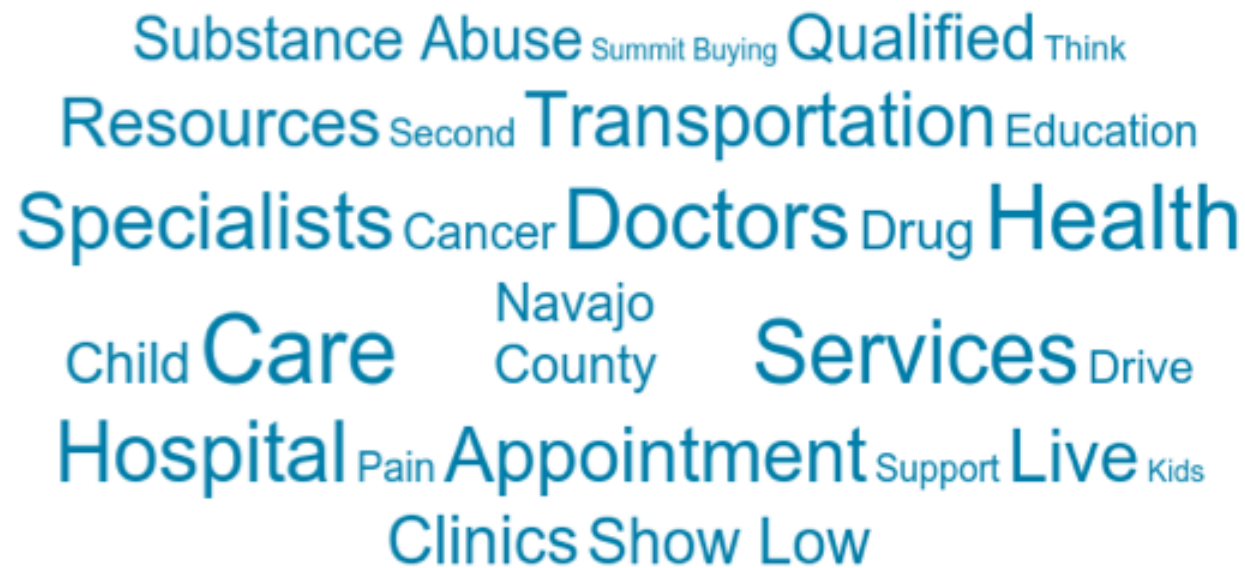 Substance Abuse Summit Buying Qualified Think
Resources Second Transportation Education
Specialists Cancer Doctors Drug Health
Child Care Navajo County Services Drive
Hospital Pain Appointment Support Live Kids
Clinics Show Low